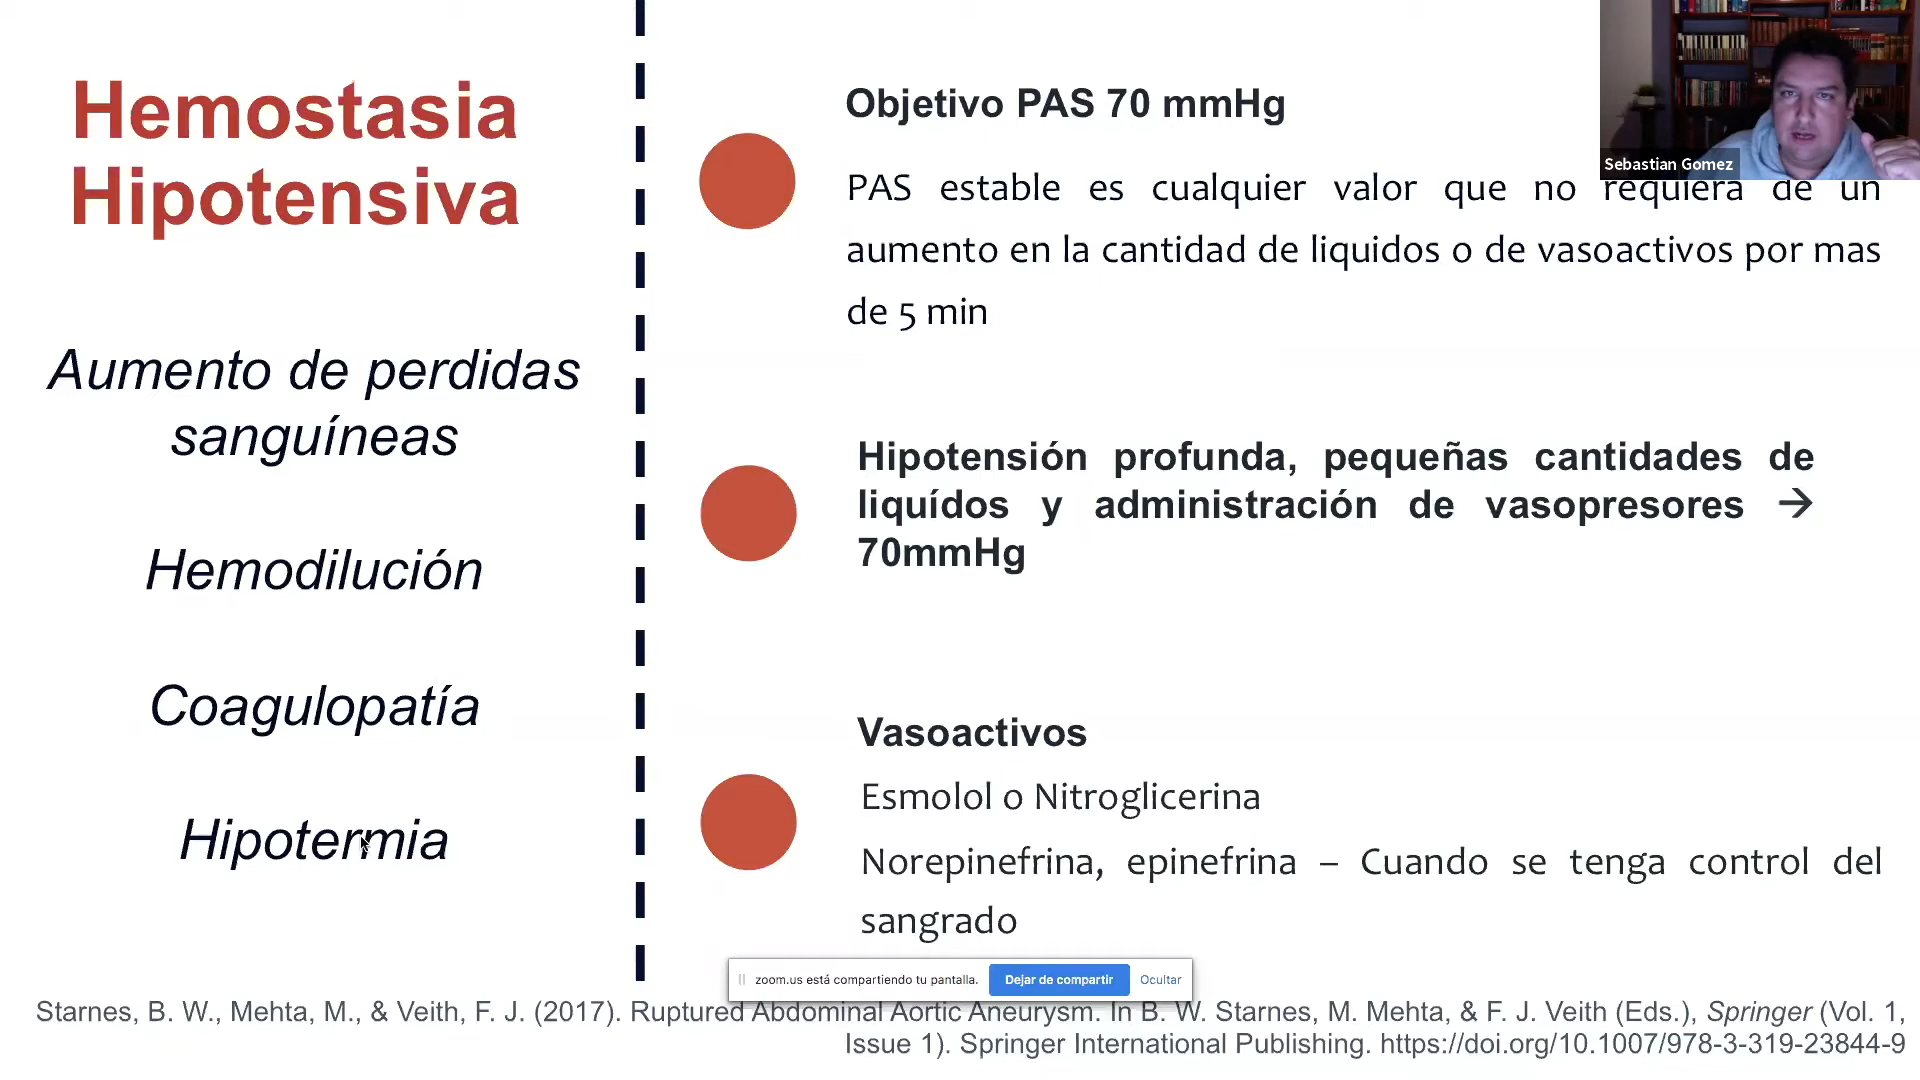 Hemostasia
Hipotensiva
Aumento de perdidas
sanguíneas
Hemodilución
Coagulopatía
Hipotermia
Objetivo PAS 70 mmHg
PAS estable es cualquier valor que no requiera de un
aumento en la cantidad de liquidos o de vasoactivos por mas
de 5 min
Hipotensión profunda, pequeñas cantidades de
liquídos y administración de vasopresores →
70mmHg
Vasoactivos
Esmolol o Nitroglicerina
Norepinefrina, epinefrina – Cuando se tenga control del
sangrado
Sebastian Gomez
zoom.us está compartiendo tu pantalla.
Dejar de compartir
Ocultar
Starnes, B. W., Mehta, M., & Veith, F. J. (2017). Ruptured Abdominal Aortic Aneurysm. In B. W. Starnes, M. Mehta, & F. J. Veith (Eds.), Springer (Vol. 1,
Issue 1). Springer International Publishing. https://doi.org/10.1007/978-3-319-23844-9